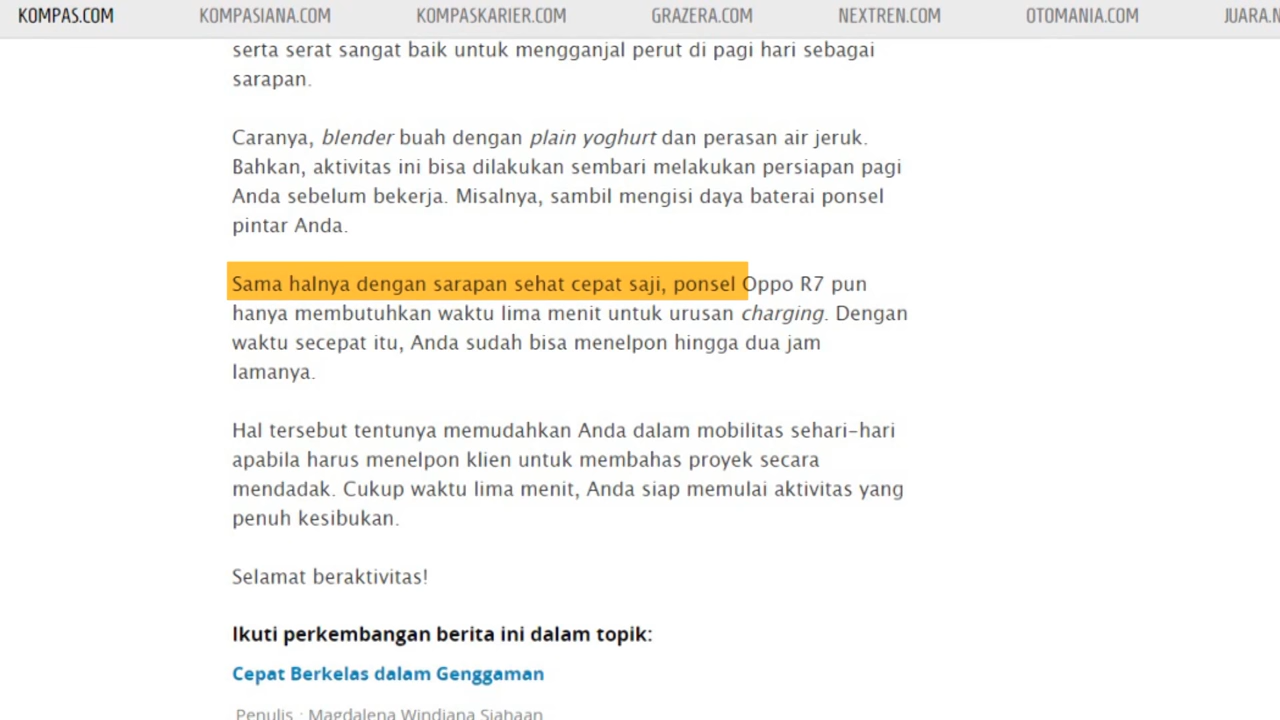 KOMPAS.COM KOMPASIANA.COM KOMPASKARIER.COM GRAZERA.COM NEXTREN.COM OTOMANIA.COM JUARA.N
serta serat sangat baik untuk mengganjal perut di pagi hari sebagai
sarapan.
Caranya, blender buah dengan plain yoghurt dan perasan air jeruk.
Bahkan, aktivitas ini bisa dilakukan sembari melakukan persiapan pagi
Anda sebelum bekerja. Misalnya, sambil mengisi daya baterai ponsel
pintar Anda.
Sama halnya dengan sarapan sehat cepat saji, ponsel Oppo R7 pun
hanya membutuhkan waktu lima menit untuk urusan charging. Dengan
waktu secepat itu, Anda sudah bisa menelpon hingga dua jam
lamanya.
Hal tersebut tentunya memudahkan Anda dalam mobilitas sehari-hari
apabila harus menelpon klien untuk membahas proyek secara
mendadak. Cukup waktu lima menit, Anda siap memulai aktivitas yang
penuh kesibukan.
Selamat beraktivitas!
Ikuti perkembangan berita ini dalam topik:
Cepat Berkelas dalam Genggaman
Penulis : Magdalena Windiana Siahaan